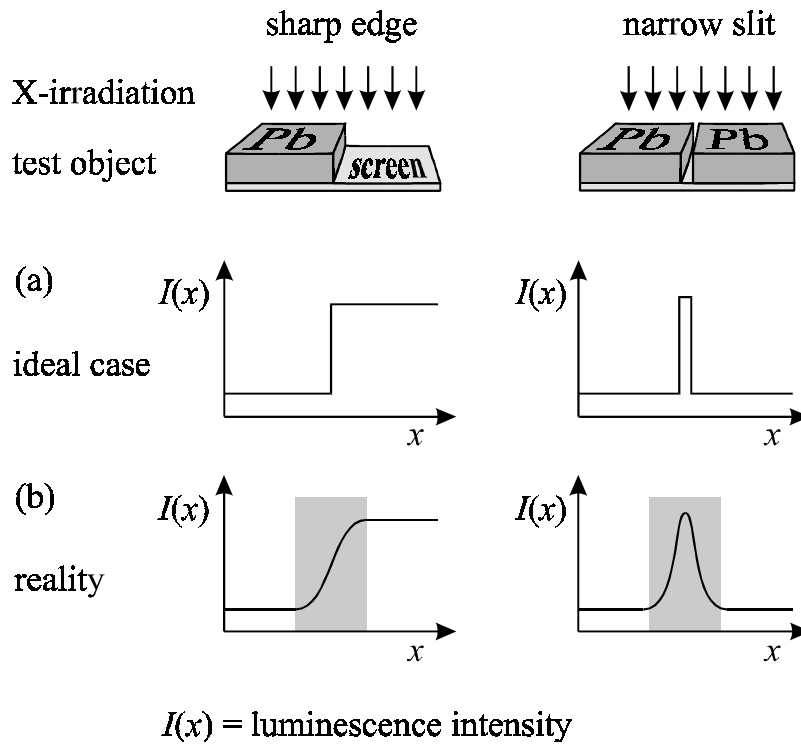 sharp edge narrow slit
X-irradiation
test object
Pb screen Pb Pb
(a)
I(x) I(x)
ideal case
x x
(b)
I(x) I(x)
reality
x x
I(x) = luminescence intensity